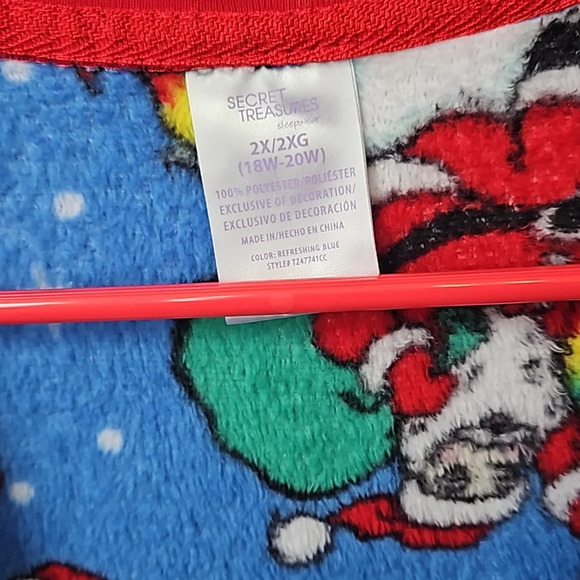 SECRET
TREASURES
sleepwear
2X/2XG
(18W-20W)
100% POLYESTER/POLIÉSTER
EXCLUSIVE OF DECORATION/
EXCLUSIVO DE DECORACIÓN
MADE IN/HECHO EN CHINA
COLOR: REFRESHING BLUE
STYLE# TZ47741CC